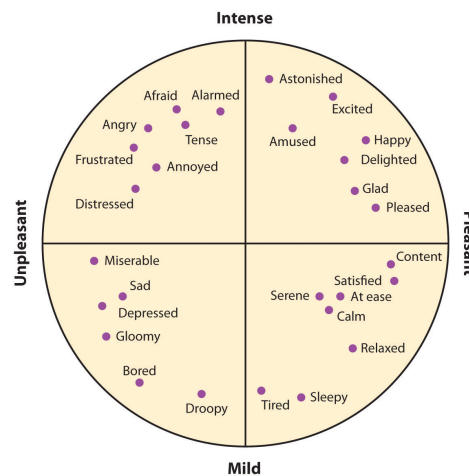 Intense
Astonished
Afraid
Alarmed
Excited
Angry
Tense
Amused
Happy
Frustrated
Annoyed
Delighted
Glad
Distressed
Pleased
Unpleasant
Pleasant
Miserable
Content
Satisfied
Sad
Serene
At ease
Depressed
Calm
Gloomy
Relaxed
Bored
Droopy
Tired
Sleepy
Mild